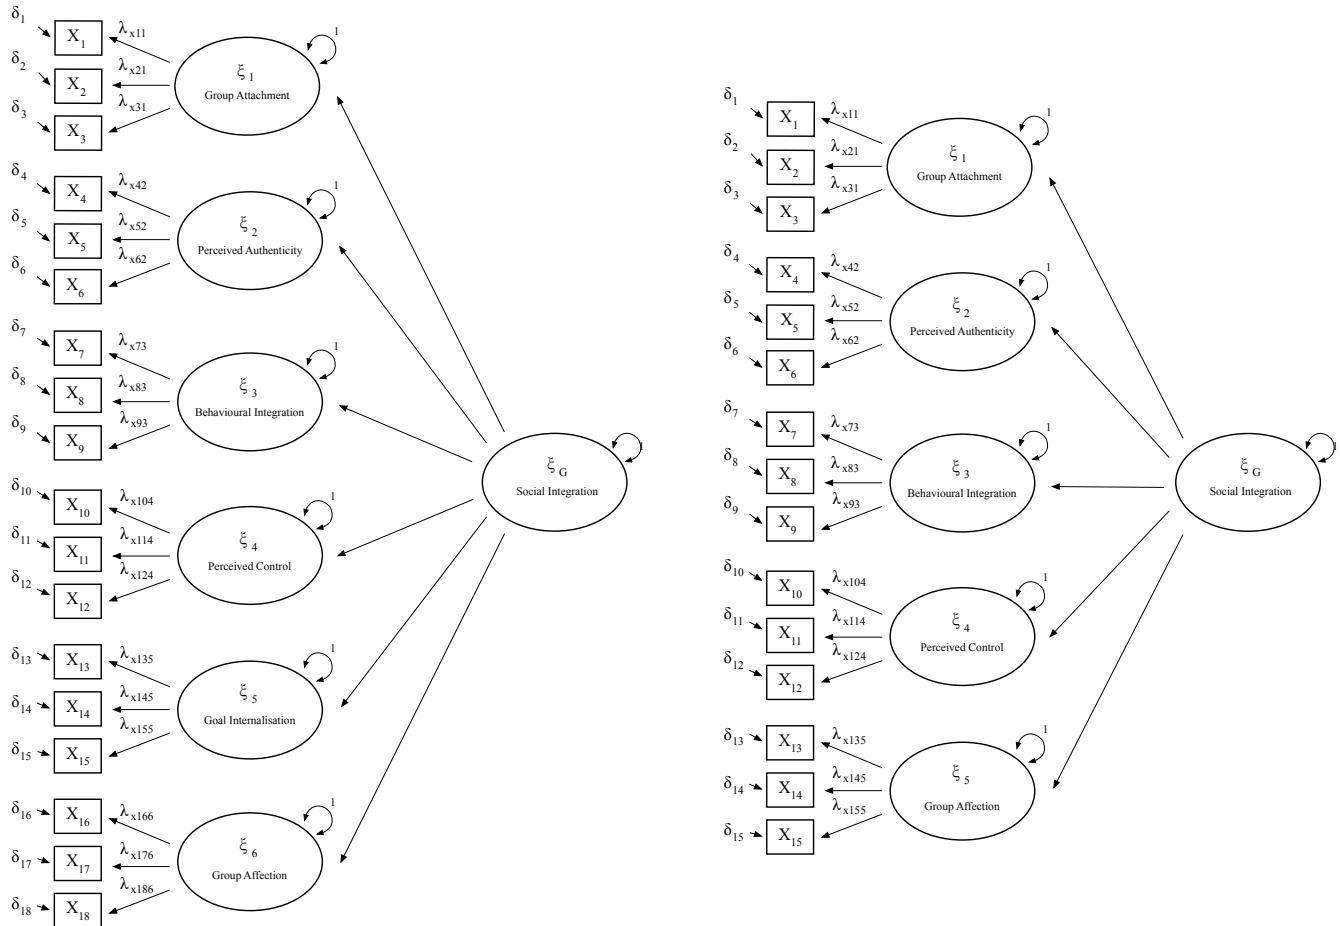 δ1
X1
λx11
1
δ2
X2
λx21
ξ1
Group Attachment
δ3
X3
λx31
δ4
X4
λx42
1
δ5
X5
λx52
ξ2
Perceived Authenticity
δ6
X6
λx62
δ7
X7
λx73
1
δ8
X8
λx83
ξ3
Behavioural Integration
δ9
X9
λx93
δ10
X10
λx104
1
δ11
X11
λx114
ξ4
Perceived Control
δ12
X12
λx124
δ13
X13
λx135
1
δ14
X14
λx145
ξ5
Goal Internalisation
δ15
X15
λx155
δ16
X16
λx166
1
δ17
X17
λx176
ξ6
Group Affection
δ18
X18
λx186
1
ξG
Social Integration
δ1
X1
λx11
1
δ2
X2
λx21
ξ1
Group Attachment
δ3
X3
λx31
δ4
X4
λx42
1
δ5
X5
λx52
ξ2
Perceived Authenticity
δ6
X6
λx62
δ7
X7
λx73
1
δ8
X8
λx83
ξ3
Behavioural Integration
δ9
X9
λx93
δ10
X10
λx104
1
δ11
X11
λx114
ξ4
Perceived Control
δ12
X12
λx124
δ13
X13
λx135
1
δ14
X14
λx145
ξ5
Group Affection
δ15
X15
λx155
1
ξG
Social Integration